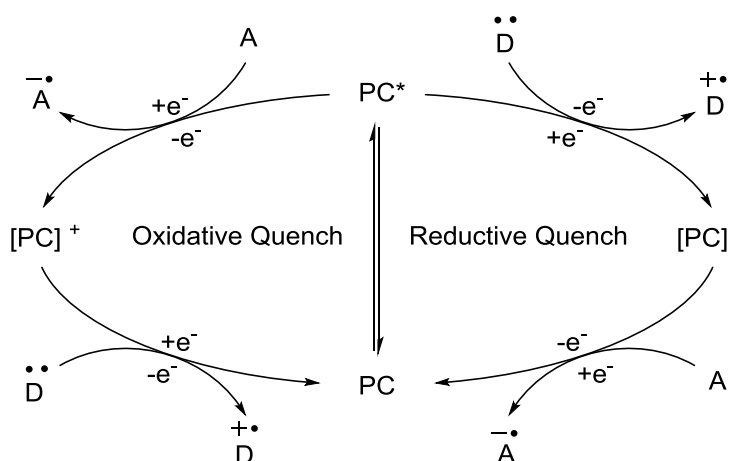 A
D
−•
A
+e-
-e-
PC*
-e-
+e-
+•
D
[PC] +
Oxidative Quench
Reductive Quench
[PC]
D
+e-
-e-
PC
-e-
+e-
A
+•
D
−•
A